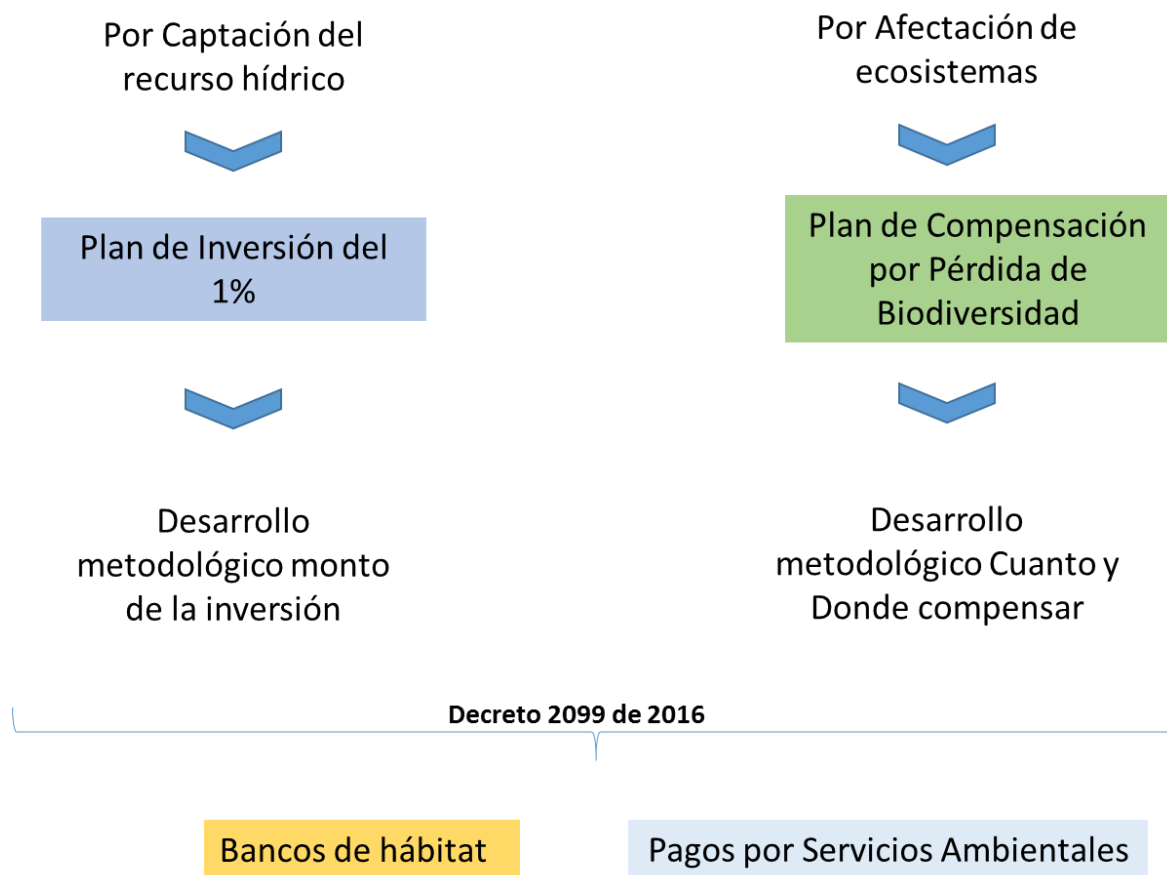 Por Captación del
recurso hídrico
Plan de Inversión del
1%
Desarrollo
metodológico monto
de la inversión
Por Afectación de
ecosistemas
Plan de Compensación
por Pérdida de
Biodiversidad
Desarrollo
metodológico Cuanto y
Donde compensar
Decreto 2099 de 2016
Bancos de hábitat
Pagos por Servicios Ambientales